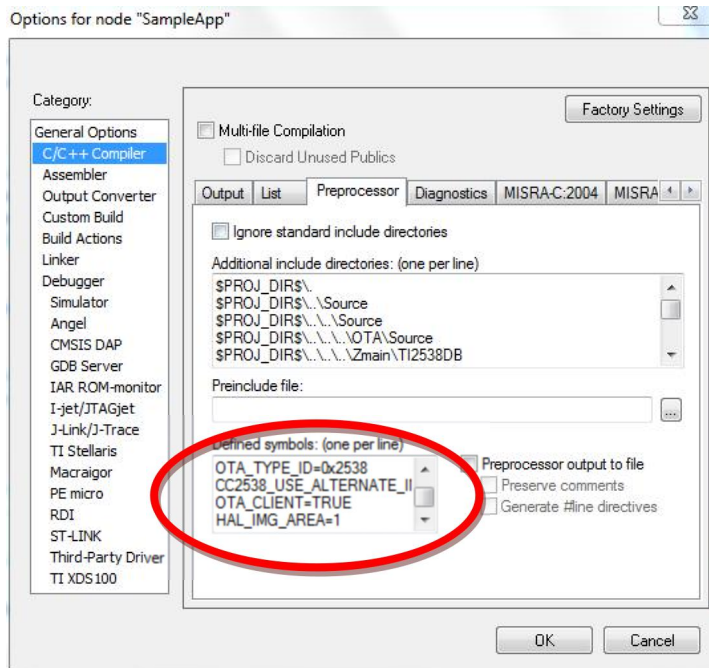 Options for node "SampleApp"
Category:
General Options
C/C++ Compiler
Assembler
Output Converter
Custom Build
Build Actions
Linker
Debugger
Simulator
Angel
CMSIS DAP
GDB Server
IAR ROM-monitor
I-jet/JTAGjet
J-Link/J-Trace
TI Stellaris
Macraigor
PE micro
RDI
ST-LINK
Third-Party Driver
TI XDS100
Factory Settings
Multi-file Compilation
Discard Unused Publics
Output List Preprocessor Diagnostics MISRA-C:2004 MISRA
Ignore standard include directories
Additional include directories: (one per line)
$PROJ_DIR$\.
$PROJ_DIR$\..\Source
$PROJ_DIR$\..\..\Source
$PROJ_DIR$\..\..\..\OTA\Source
$PROJ_DIR$\..\..\..\Zmain\TI2538DB
Preinclude file:
...
Defined symbols: (one per line)
OTA_TYPE_ID=0x2538
CC2538_USE_ALTERNATE_II
OTA_CLIENT=TRUE
HAL_IMG_AREA=1
Preprocessor output to file
Preserve comments
Generate #line directives
OK
Cancel